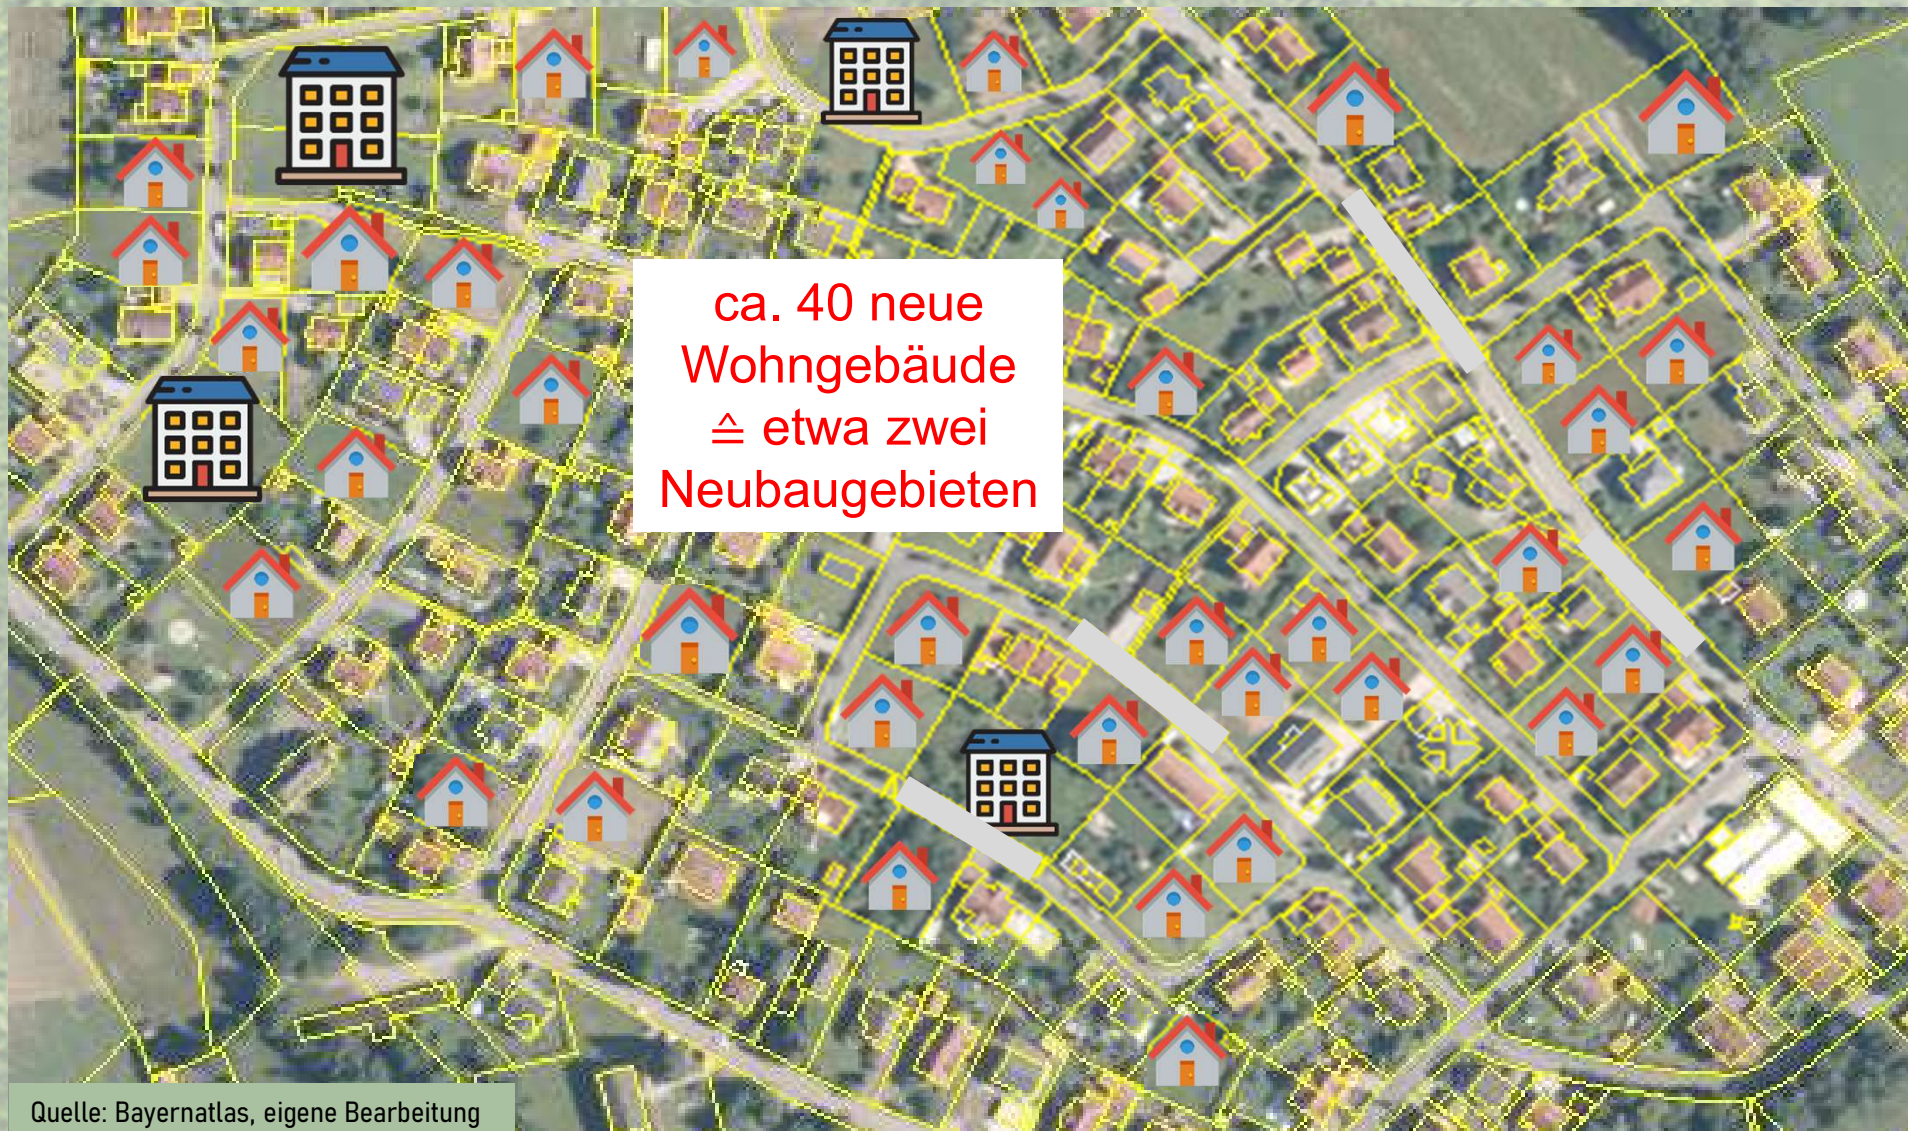 ca. 40 neue
Wohngebäude
≙ etwa zwei
Neubaugebieten
Quelle: Bayernatlas, eigene Bearbeitung